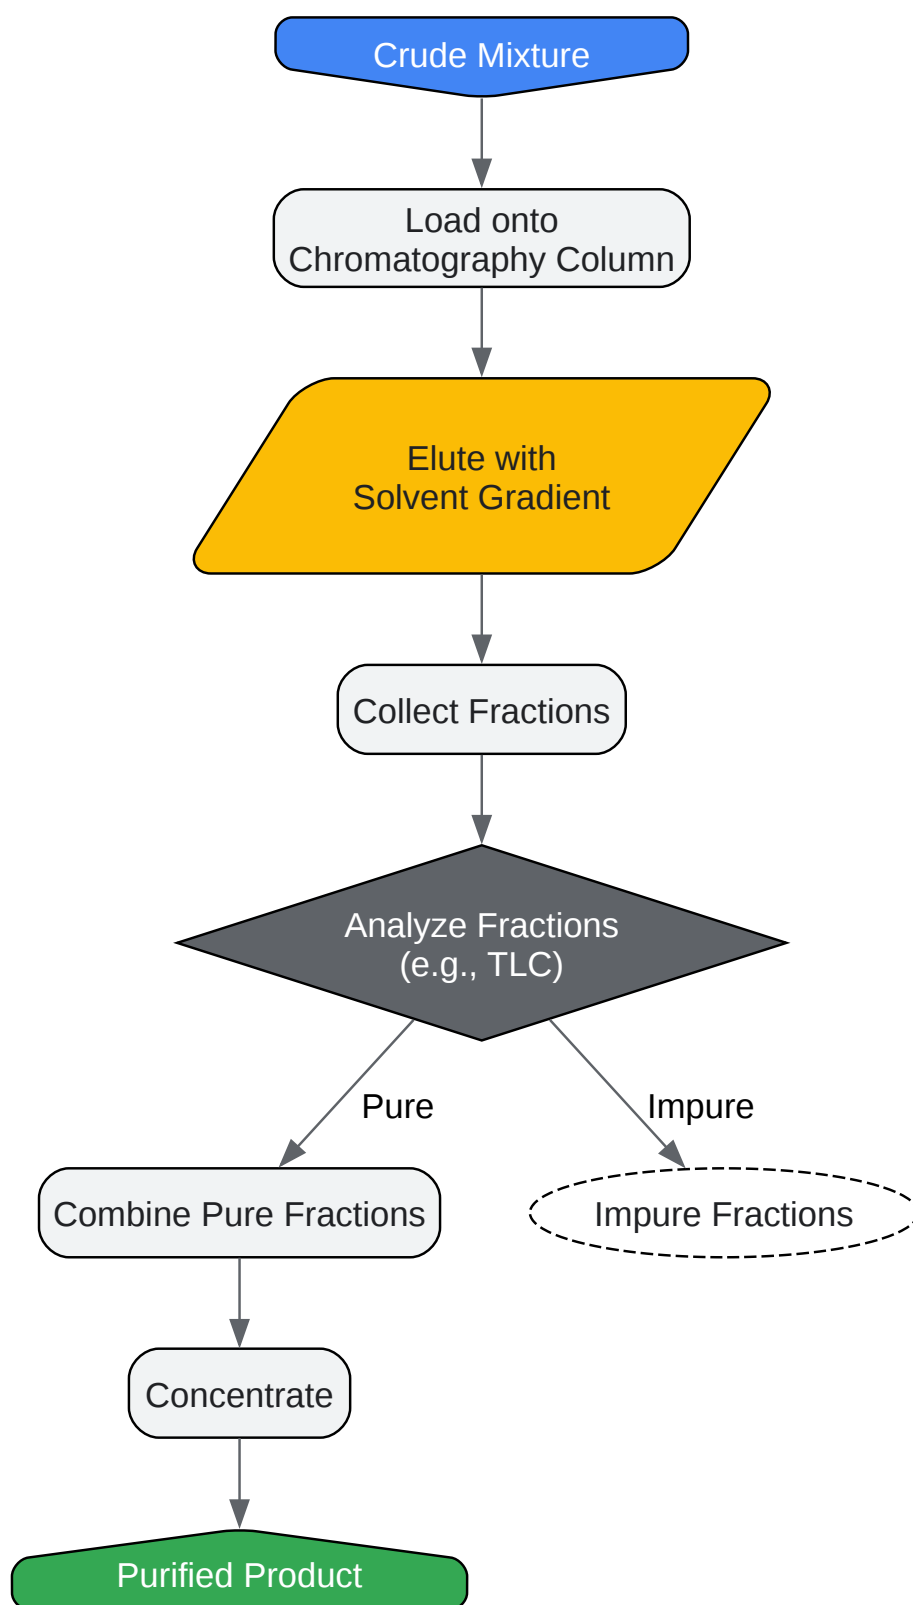 Crude Mixture
Load onto
Chromatography Column
Elute with
Solvent Gradient
Collect Fractions
Analyze Fractions
(e.g., TLC)
Pure
Impure
Combine Pure Fractions
Impure Fractions
Concentrate
Purified Product